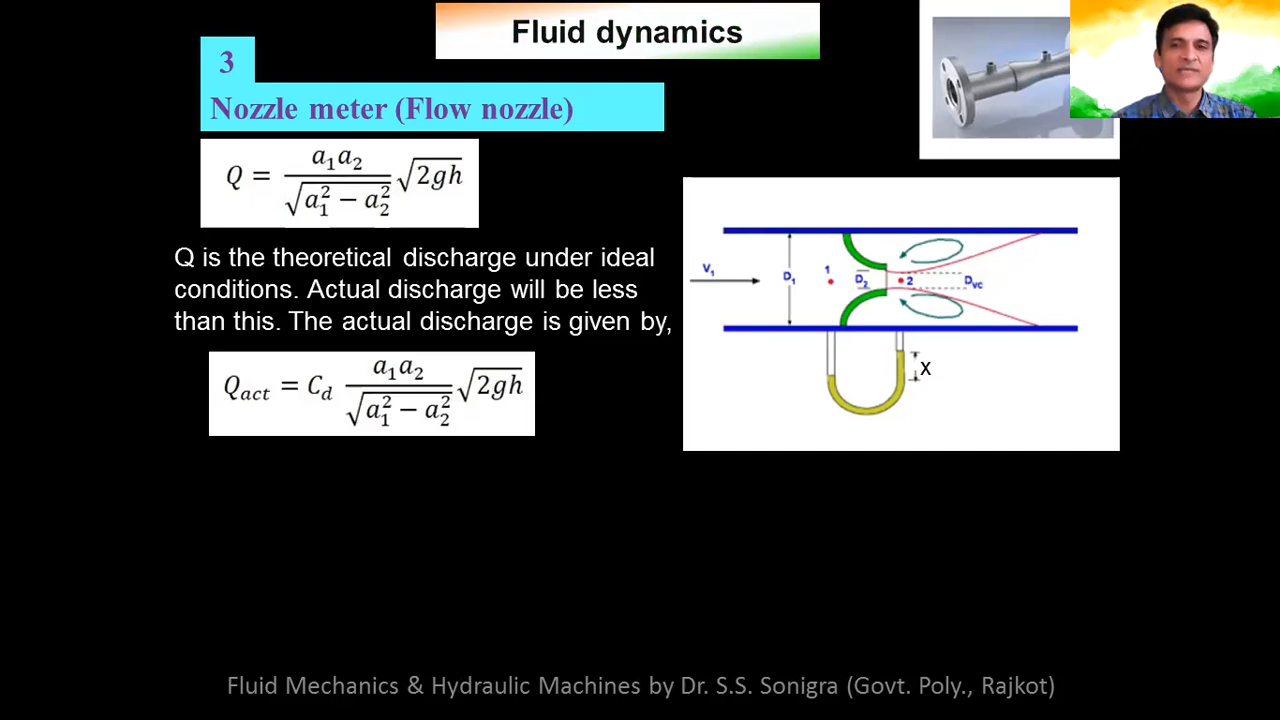 Fluid dynamics
3
Nozzle meter (Flow nozzle)
Q = a₁a₂ / √(a₁² − a₂²) √(2gh)
Q is the theoretical discharge under ideal
conditions. Actual discharge will be less
than this. The actual discharge is given by,
Q_act = C_d a₁a₂ / √(a₁² − a₂²) √(2gh)
V₁
D₁
1
D₂
2
D_vc
X
Fluid Mechanics & Hydraulic Machines by Dr. S.S. Sonigra (Govt. Poly., Rajkot)